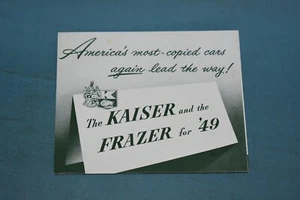 America's most-copied cars
again lead the way!
The KAISER and the
FRAZER for '49